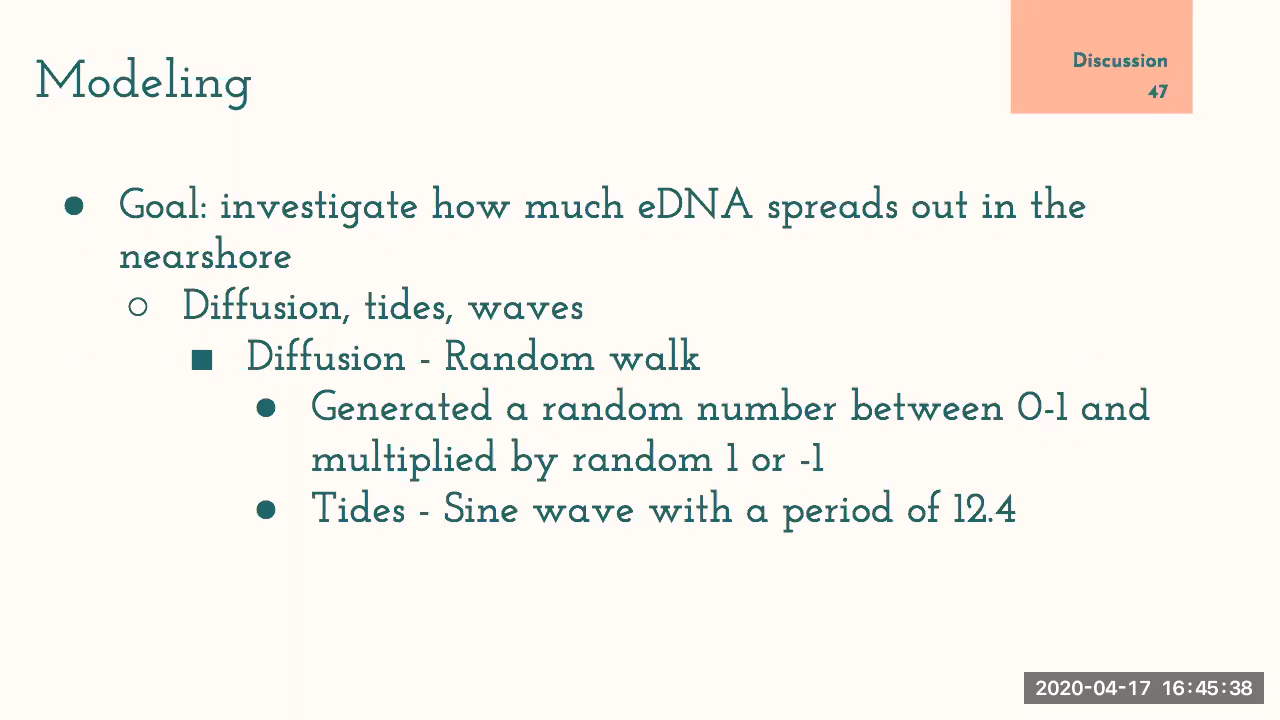 Modeling
Discussion
47
● Goal: investigate how much eDNA spreads out in the
nearshore
○ Diffusion, tides, waves
■ Diffusion - Random walk
● Generated a random number between 0-1 and
multiplied by random 1 or -1
● Tides - Sine wave with a period of 12.4
2020-04-17 16:45:38